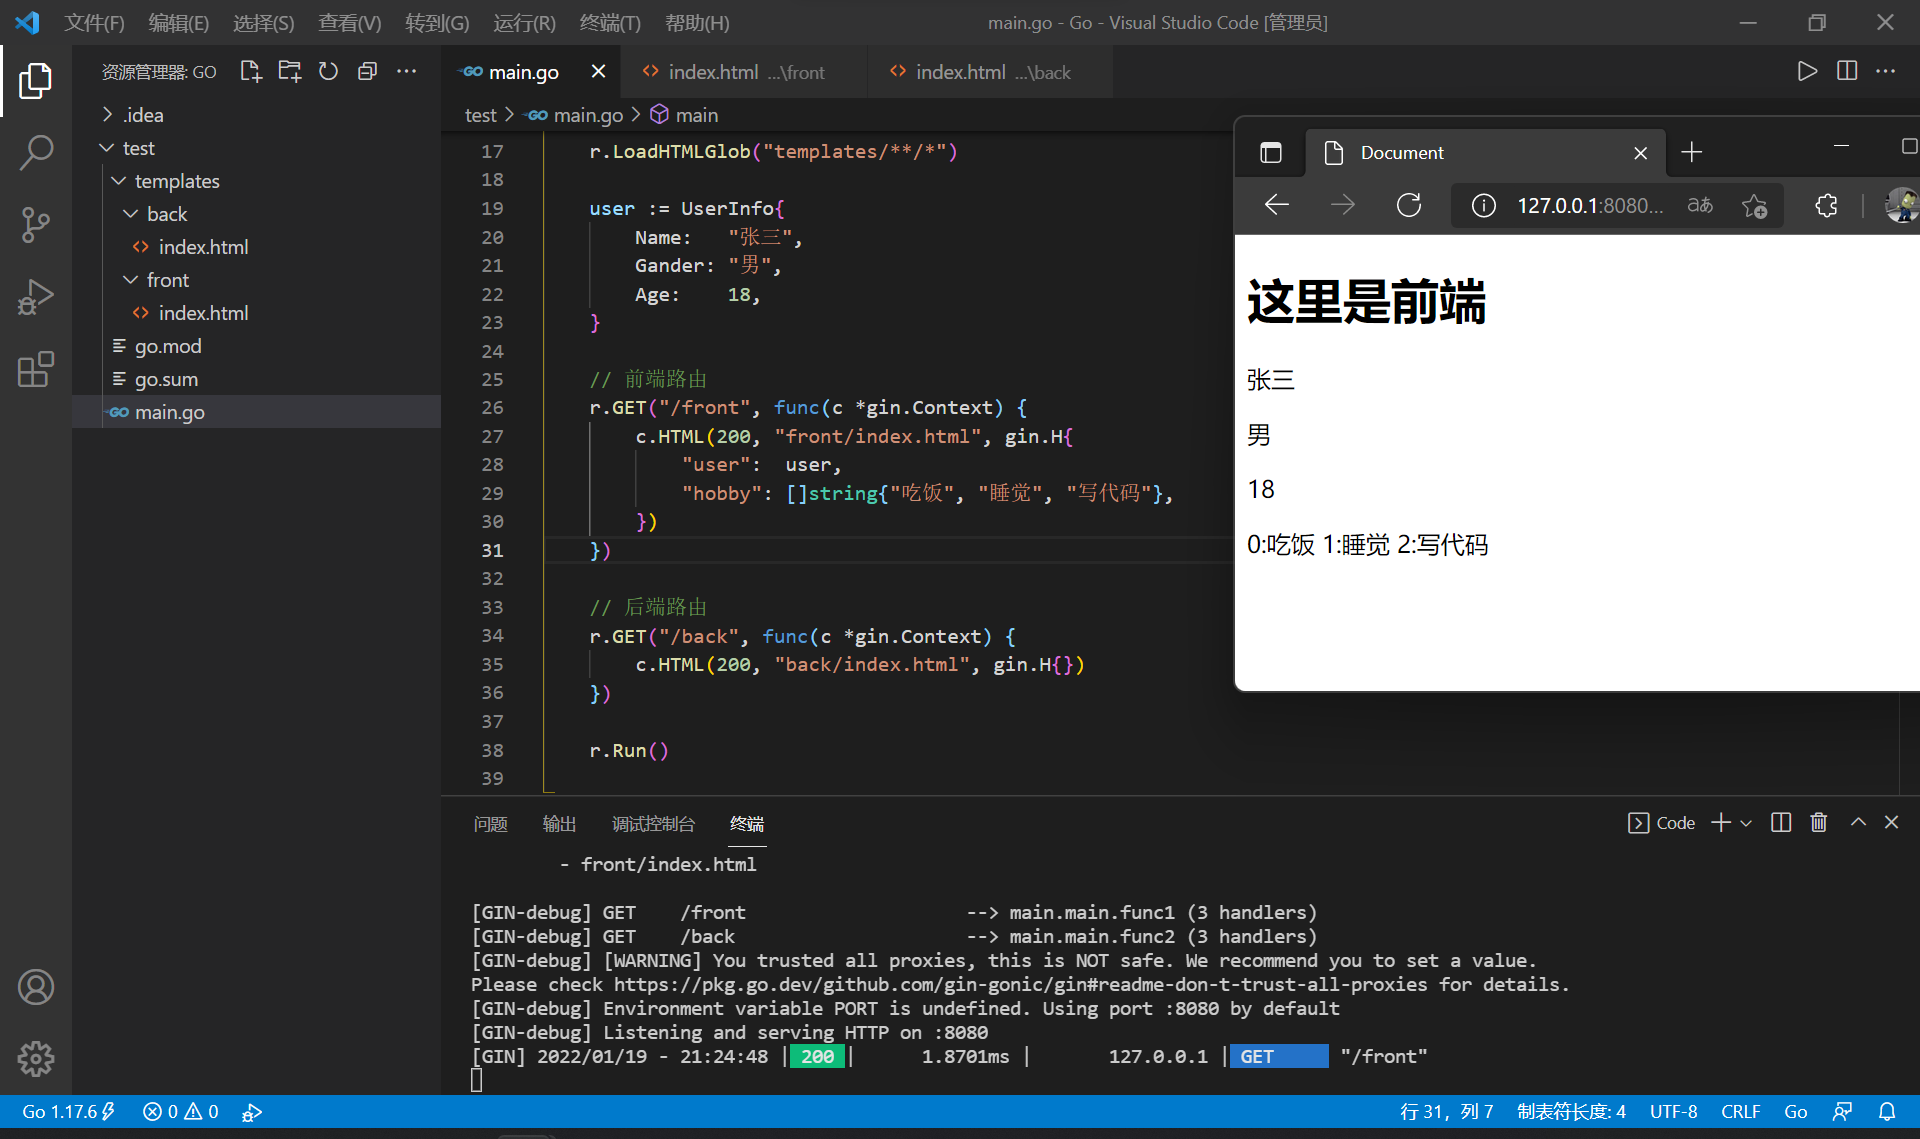 文件(F) 编辑(E) 选择(S) 查看(V) 转到(G) 运行(R) 终端(T) 帮助(H) main.go - Go - Visual Studio Code [管理员]
资源管理器: GO
.idea
test
templates
back
index.html
front
index.html
go.mod
go.sum
main.go
main.go index.html ...\front index.html ...\back
test main.go main
17 r.LoadHTMLGlob("templates/**/*")
18
19 user := UserInfo{
20 Name: "张三",
21 Gander: "男",
22 Age: 18,
23 }
24
25 // 前端路由
26 r.GET("/front", func(c *gin.Context) {
27 c.HTML(200, "front/index.html", gin.H{
28 "user": user,
29 "hobby": []string{"吃饭", "睡觉", "写代码"},
30 })
31 })
32
33 // 后端路由
34 r.GET("/back", func(c *gin.Context) {
35 c.HTML(200, "back/index.html", gin.H{})
36 })
37
38 r.Run()
39
Document
127.0.0.1:8080... aあ
这里是前端
张三
男
18
0:吃饭 1:睡觉 2:写代码
问题 输出 调试控制台 终端 Code
- front/index.html
[GIN-debug] GET /front --> main.main.func1 (3 handlers)
[GIN-debug] GET /back --> main.main.func2 (3 handlers)
[GIN-debug] [WARNING] You trusted all proxies, this is NOT safe. We recommend you to set a value.
Please check https://pkg.go.dev/github.com/gin-gonic/gin#readme-don-t-trust-all-proxies for details.
[GIN-debug] Environment variable PORT is undefined. Using port :8080 by default
[GIN-debug] Listening and serving HTTP on :8080
[GIN] 2022/01/19 - 21:24:48 | 200 | 1.8701ms | 127.0.0.1 | GET "/front"
Go 1.17.6 0 0 行 31，列 7 制表符长度: 4 UTF-8 CRLF Go